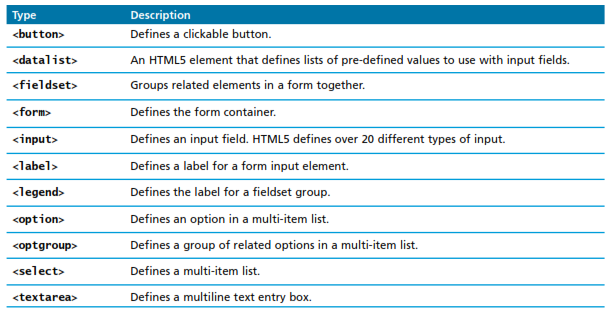 Type Description
<button> Defines a clickable button.
<datalist> An HTML5 element that defines lists of pre-defined values to use with input fields.
<fieldset> Groups related elements in a form together.
<form> Defines the form container.
<input> Defines an input field. HTML5 defines over 20 different types of input.
<label> Defines a label for a form input element.
<legend> Defines the label for a fieldset group.
<option> Defines an option in a multi-item list.
<optgroup> Defines a group of related options in a multi-item list.
<select> Defines a multi-item list.
<textarea> Defines a multiline text entry box.